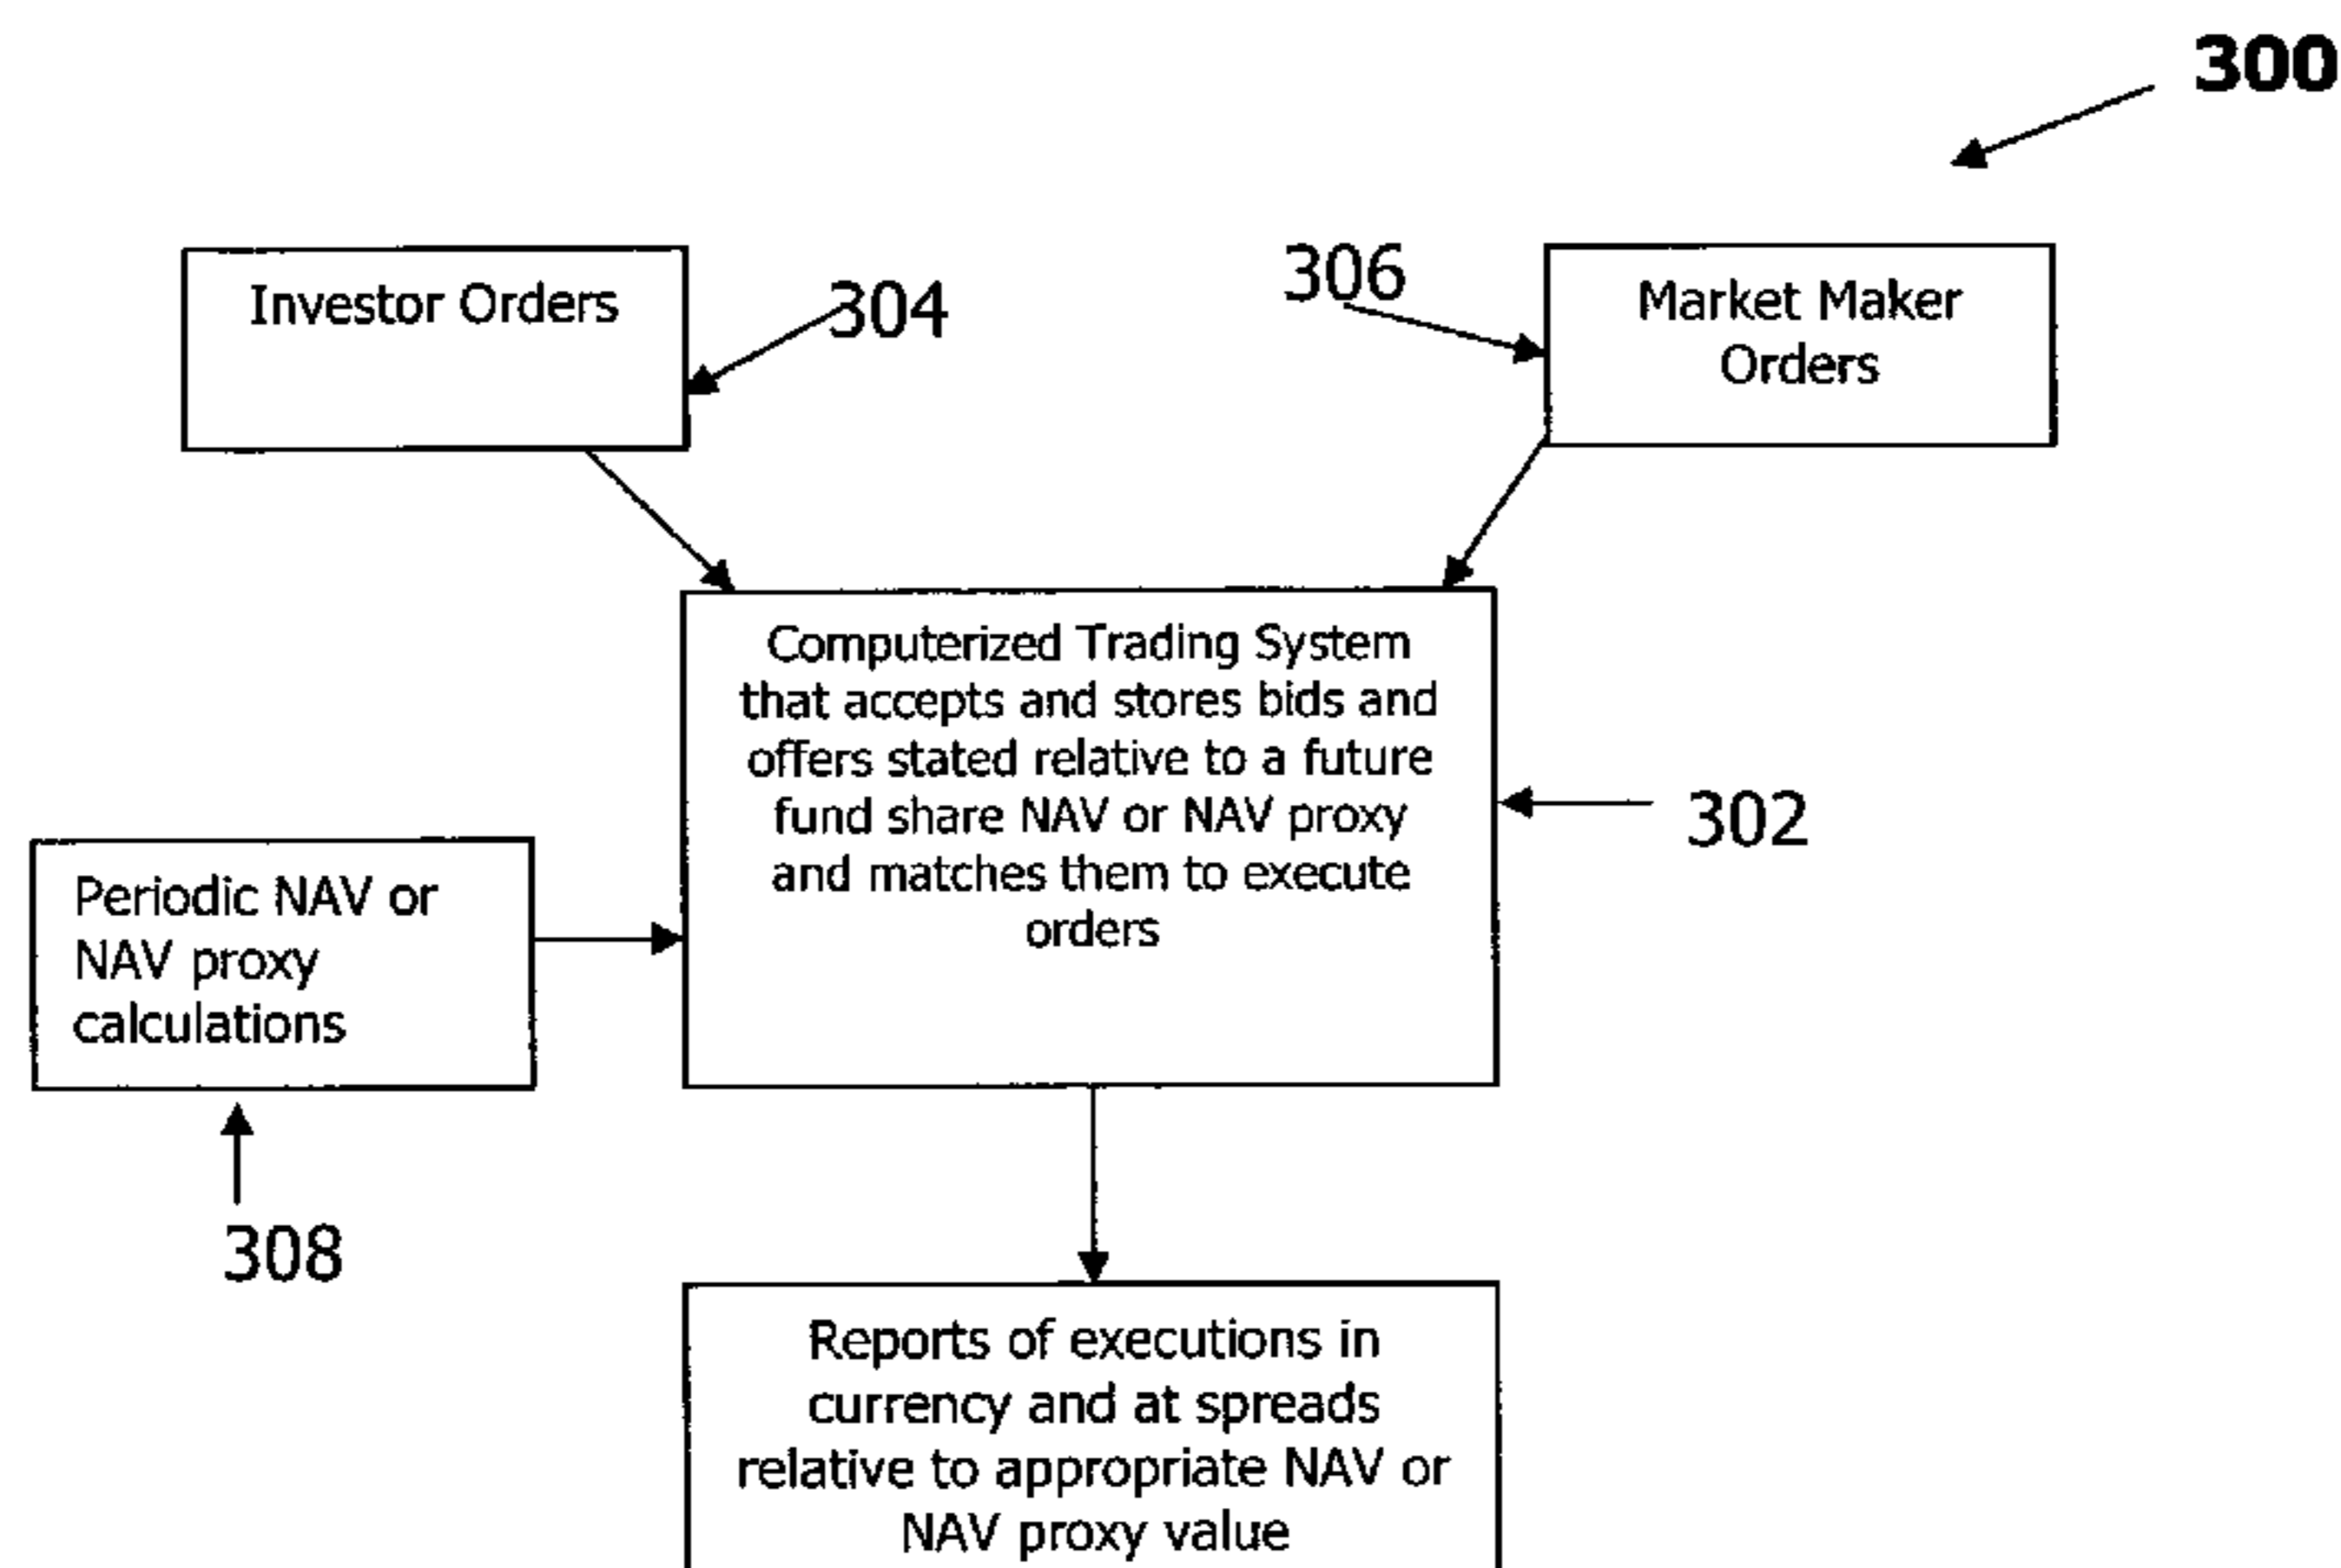 300
Investor Orders
304
306
Market Maker
Orders
Computerized Trading System
that accepts and stores bids and
offers stated relative to a future
fund share NAV or NAV proxy
and matches them to execute
orders
302
Periodic NAV or
NAV proxy
calculations
308
Reports of executions in
currency and at spreads
relative to appropriate NAV or
NAV proxy value